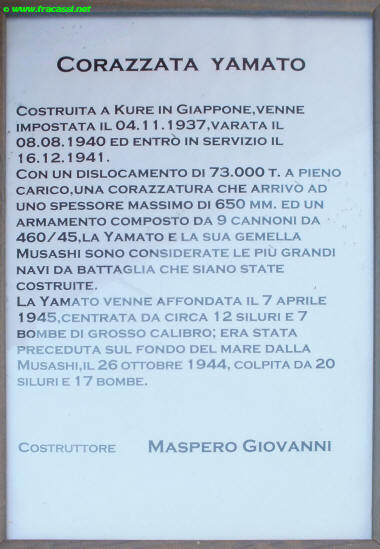 © www.fracassi.net
CORAZZATA YAMATO
COSTRUITA A KURE IN GIAPPONE,VENNE
IMPOSTATA IL 04.11.1937,VARATA IL
08.08.1940 ED ENTRÒ IN SERVIZIO IL
16.12.1941.
CON UN DISLOCAMENTO DI 73.000 T. A PIENO
CARICO,UNA CORAZZATURA CHE ARRIVÒ AD
UNO SPESSORE MASSIMO DI 650 MM. ED UN
ARMAMENTO COMPOSTO DA 9 CANNONI DA
460/45,LA YAMATO E LA SUA GEMELLA
MUSASHI SONO CONSIDERATE LE PIÙ GRANDI
NAVI DA BATTAGLIA CHE SIANO STATE
COSTRUITE.
LA YAMATO VENNE AFFONDATA IL 7 APRILE
1945,CENTRATA DA CIRCA 12 SILURI E 7
BOMBE DI GROSSO CALIBRO; ERA STATA
PRECEDUTA SUL FONDO DEL MARE DALLA
MUSASHI,IL 26 OTTOBRE 1944, COLPITA DA 20
SILURI E 17 BOMBE.
COSTRUTTORE MASPERO GIOVANNI